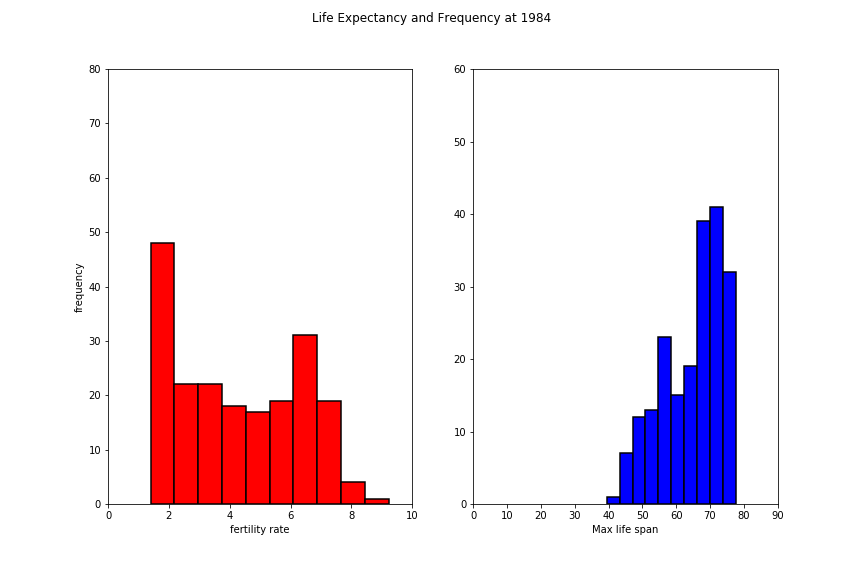 Life Expectancy and Frequency at 1984
80
70
60
50
40
30
20
10
0
frequency
0 2 4 6 8 10
fertility rate
60
50
40
30
20
10
0
0 10 20 30 40 50 60 70 80 90
Max life span